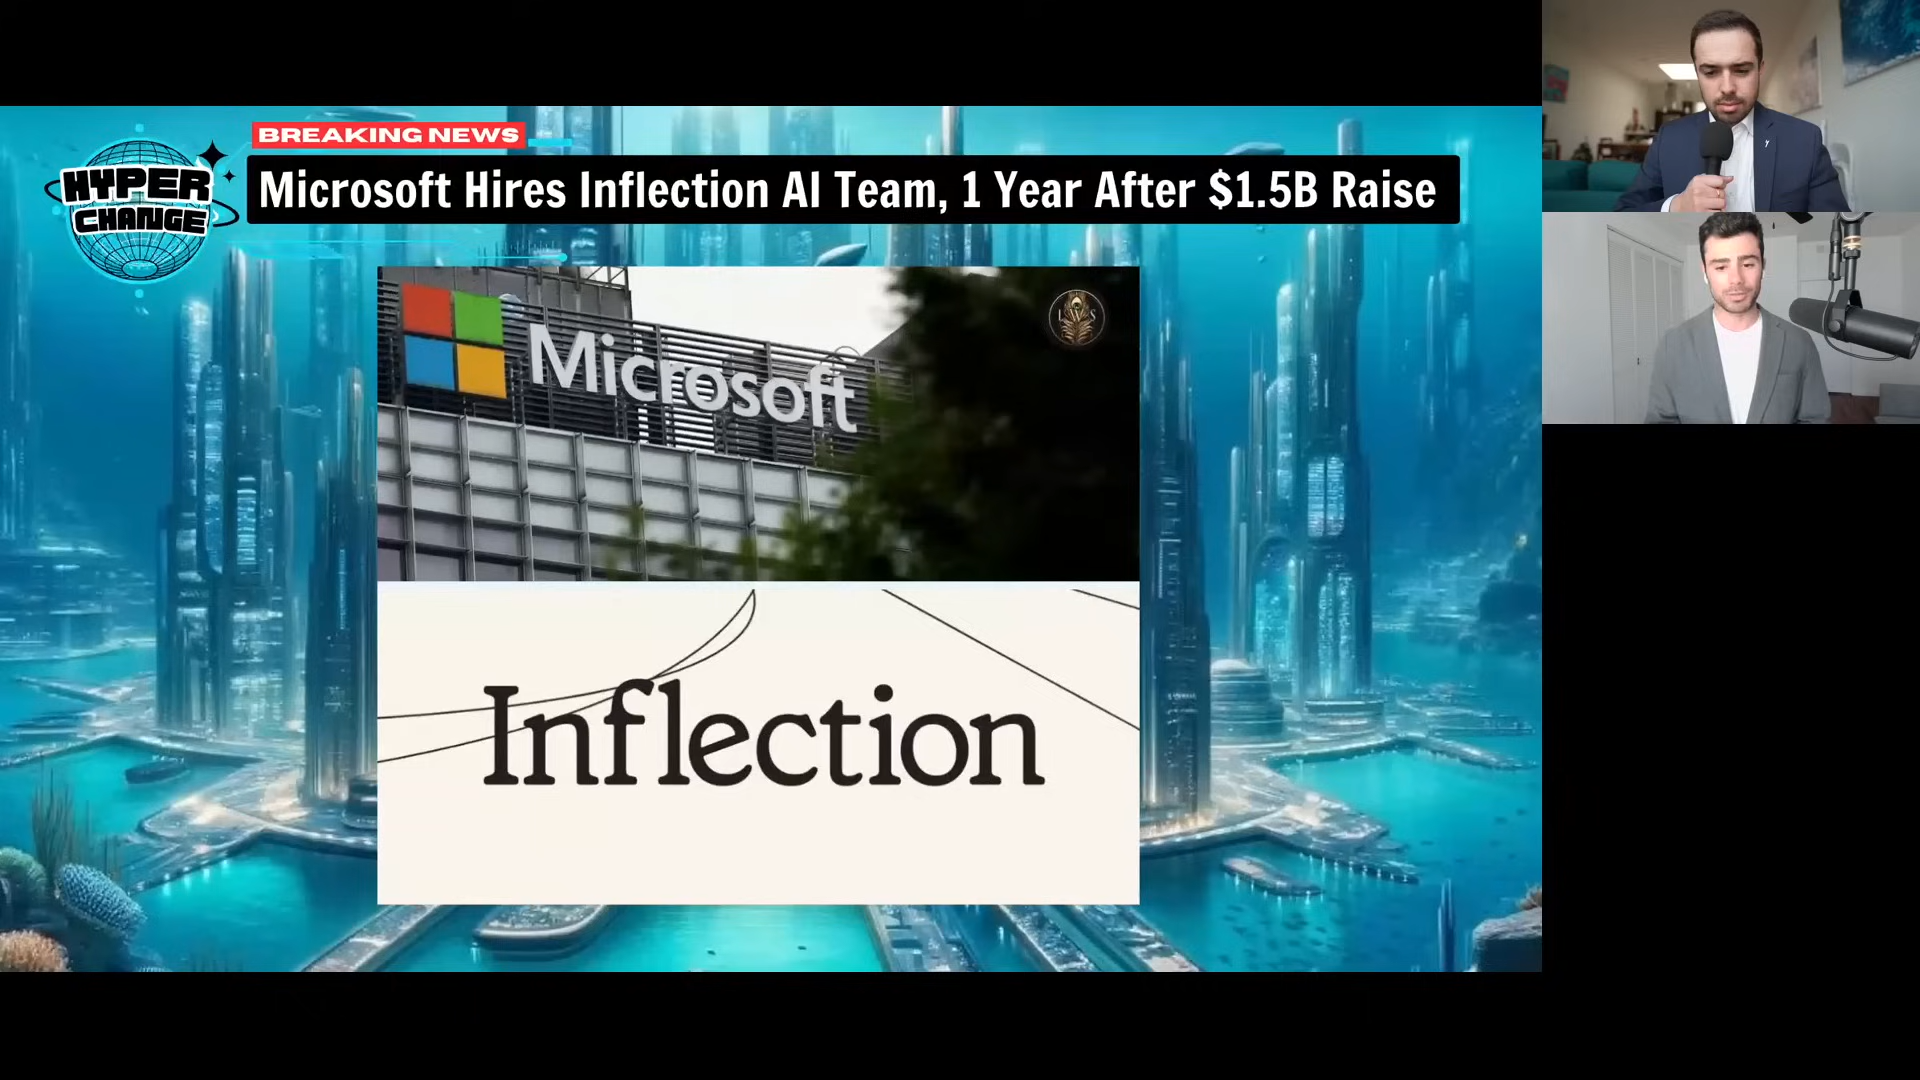 BREAKING NEWS
HYPER
CHANGE
Microsoft Hires Inflection AI Team, 1 Year After $1.5B Raise
Microsoft
Inflection